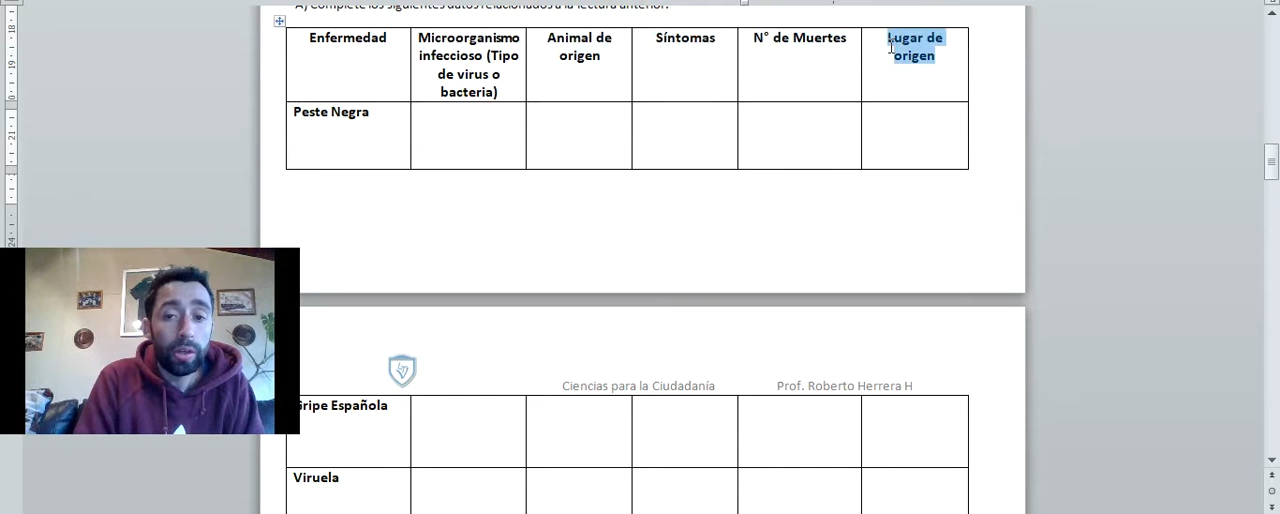 A) Complete los siguientes datos relacionados a la lectura anterior:
Enfermedad
Microorganismo infeccioso (Tipo de virus o bacteria)
Animal de origen
Síntomas
N° de Muertes
Lugar de origen
Peste Negra
Ciencias para la Ciudadanía
Prof. Roberto Herrera H
Gripe Española
Viruela